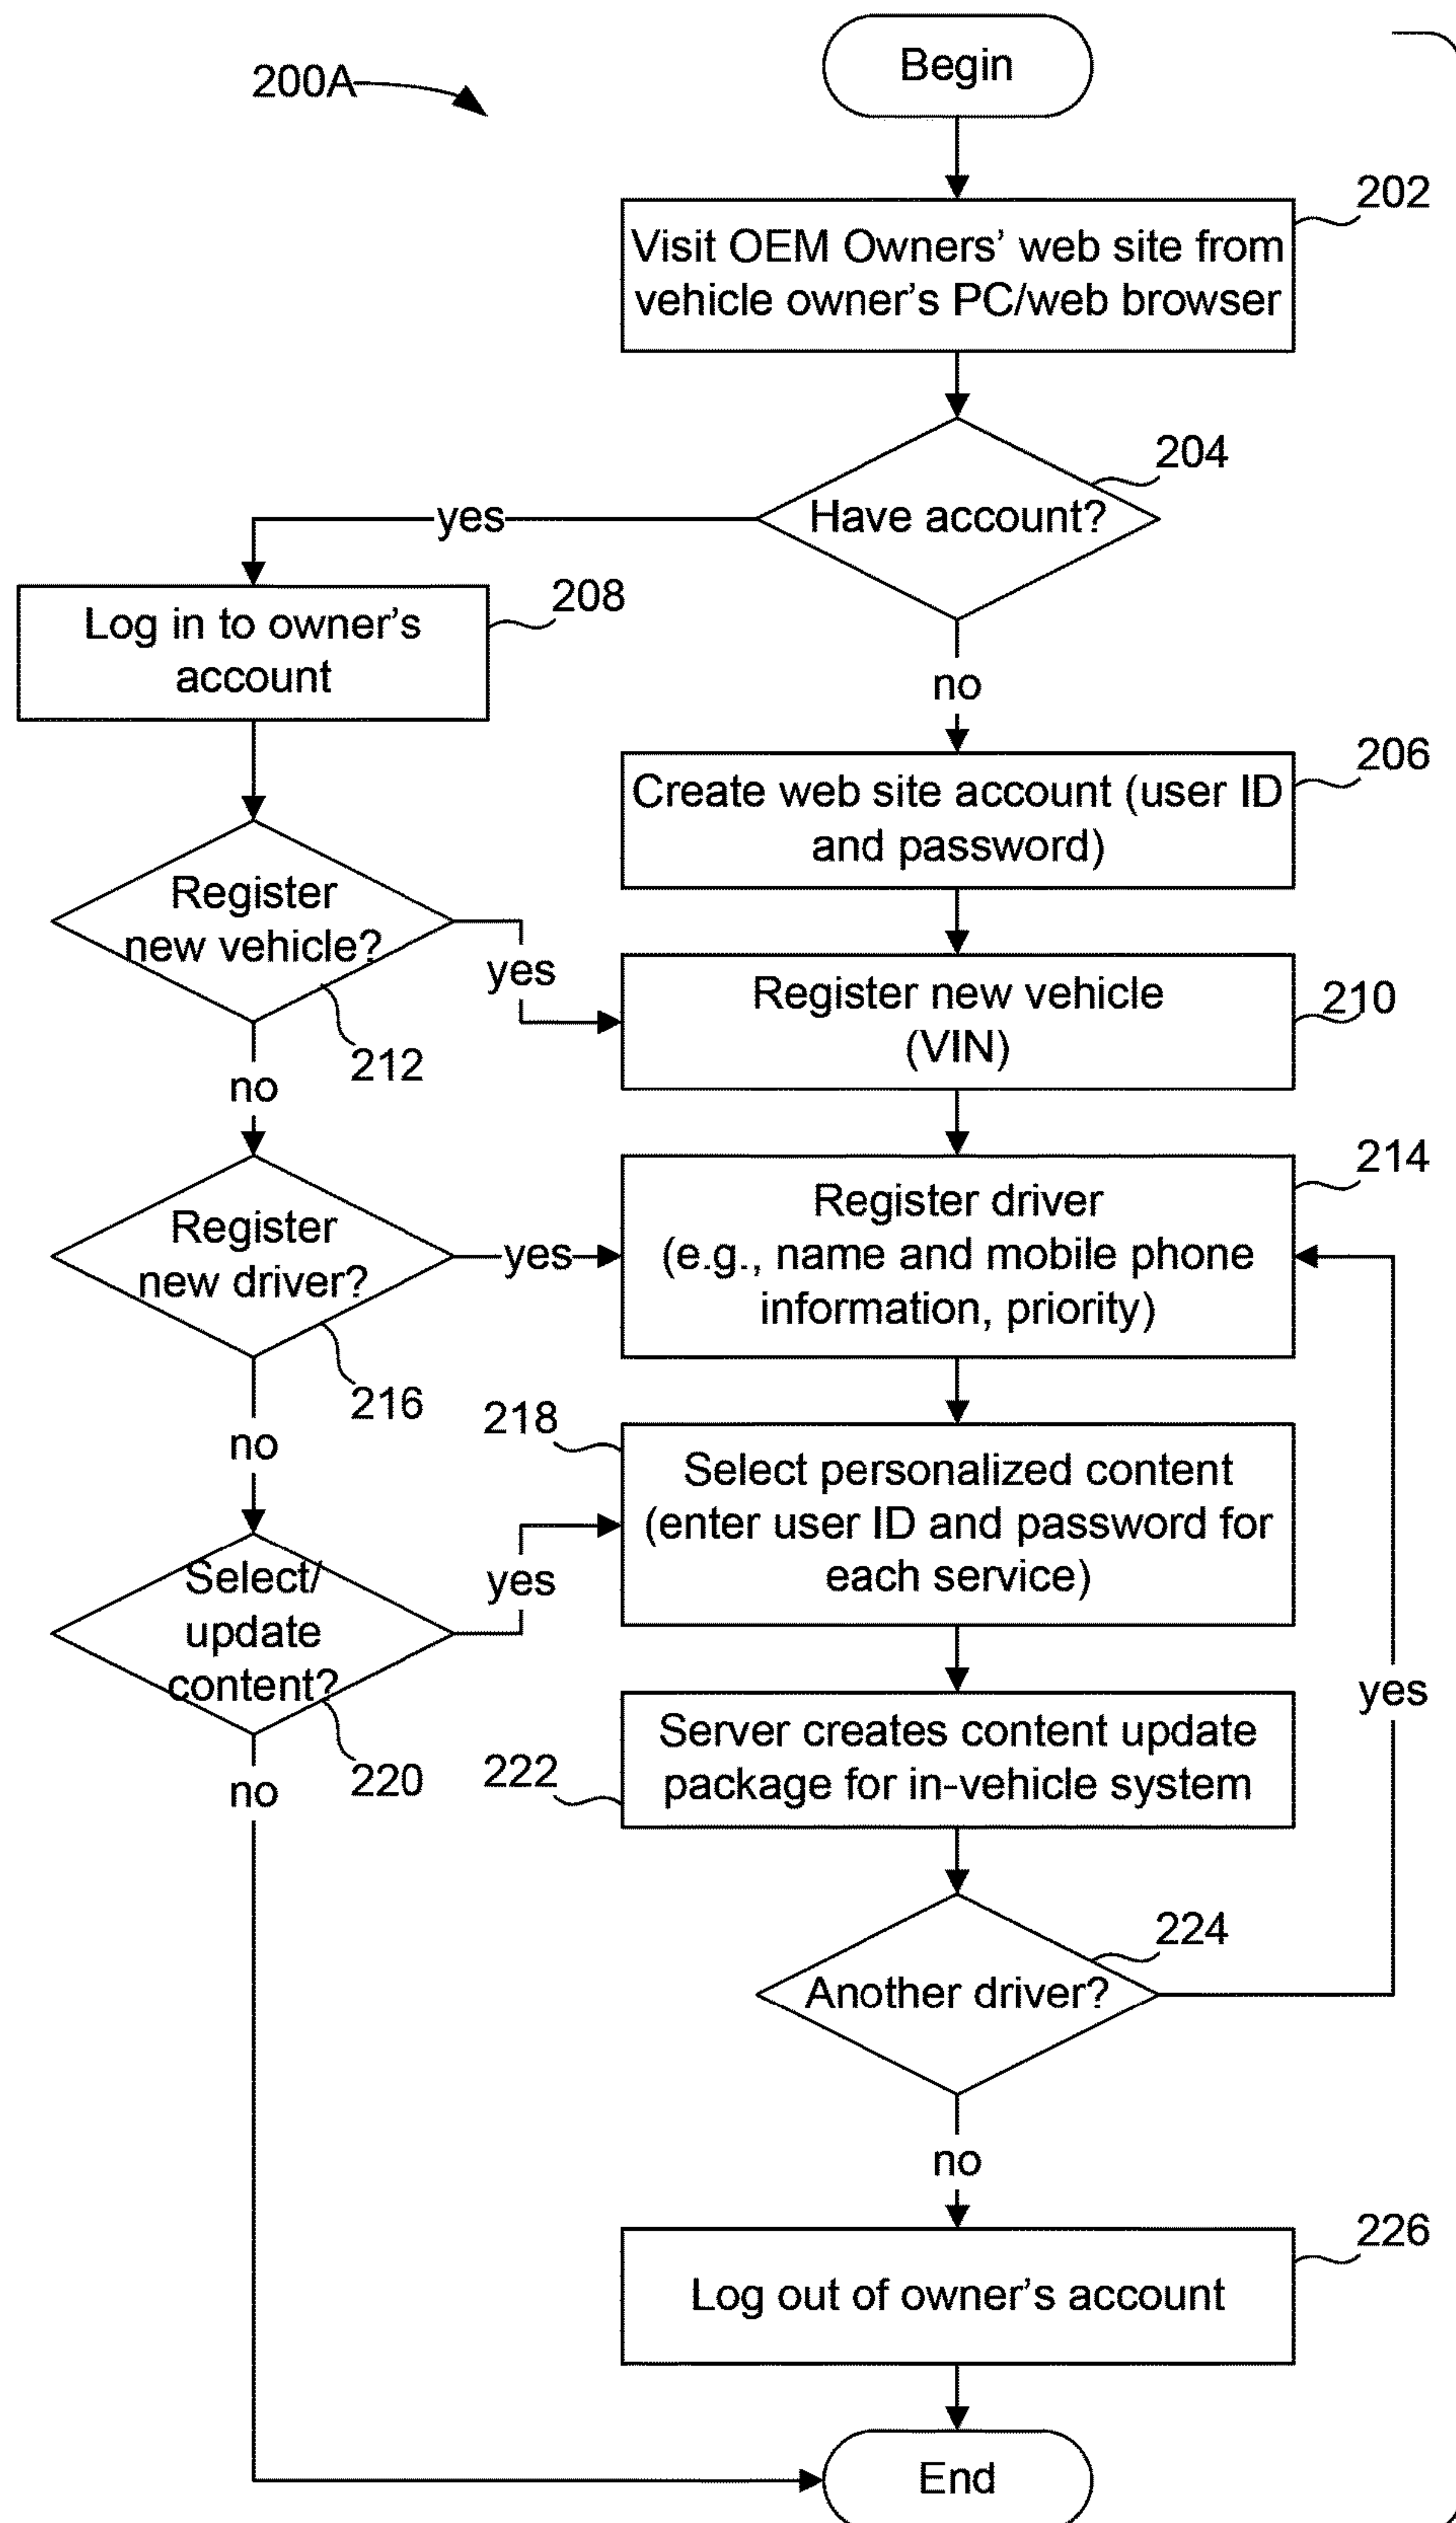 200A
Begin
202
Visit OEM Owners’ web site from
vehicle owner’s PC/web browser
204
Have account?
yes
208
Log in to owner’s
account
no
206
Create web site account (user ID
and password)
Register
new vehicle?
yes
212
no
210
Register new vehicle
(VIN)
214
Register driver
(e.g., name and mobile phone
information, priority)
Register
new driver?
yes
216
no
218
Select personalized content
(enter user ID and password for
each service)
Select/
update
content?
yes
220
no
222
Server creates content update
package for in-vehicle system
yes
224
Another driver?
no
226
Log out of owner’s account
End